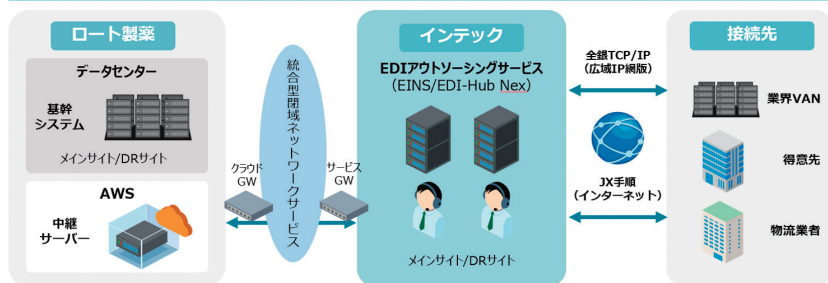 ロート製薬
データセンター
基幹
システム
メインサイト/DRサイト
AWS
中継
サーバー
クラウド
GW
統合型閉域ネットワークサービス
サービス
GW
インテック
EDIアウトソーシングサービス
（EINS/EDI-Hub Nex）
メインサイト/DRサイト
全銀TCP/IP
（広域IP網版）
JX手順
（インターネット）
接続先
業界VAN
得意先
物流業者